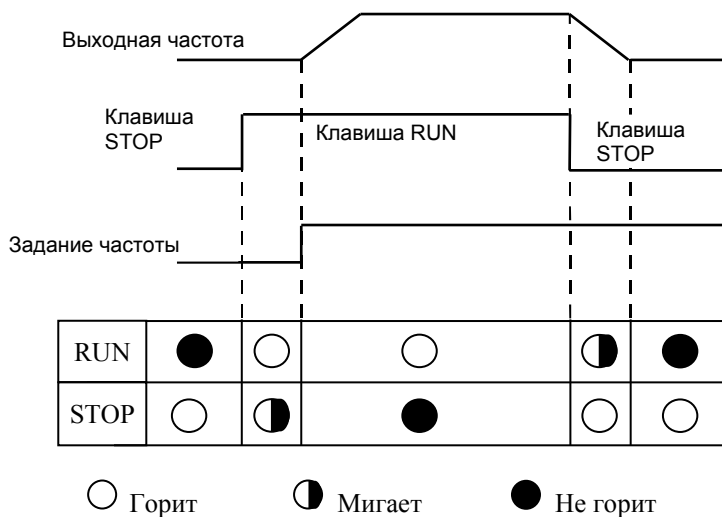 Выходная частота
Клавиша
STOP
Клавиша RUN
Клавиша
STOP
Задание частоты
RUN
STOP
Горит
Мигает
Не горит